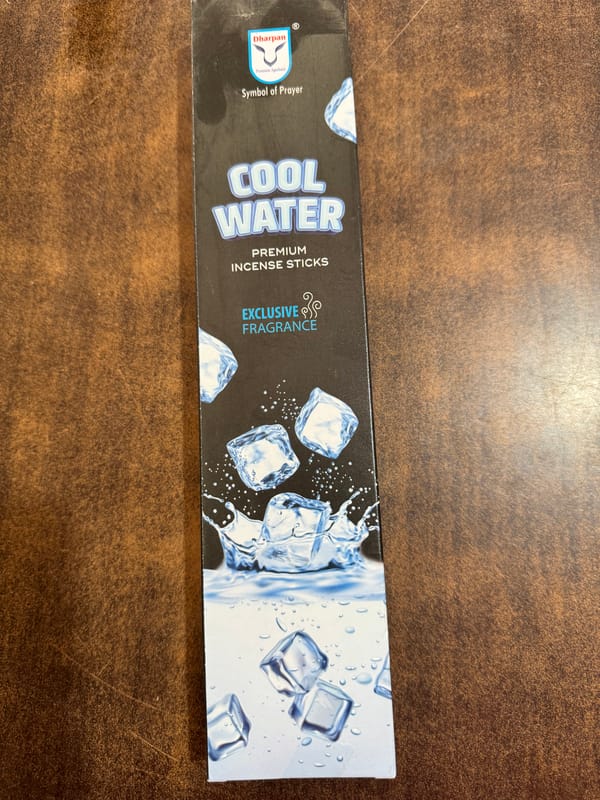 Dharpan
®
Symbol of Prayer
COOL
WATER
PREMIUM
INCENSE STICKS
EXCLUSIVE
FRAGRANCE